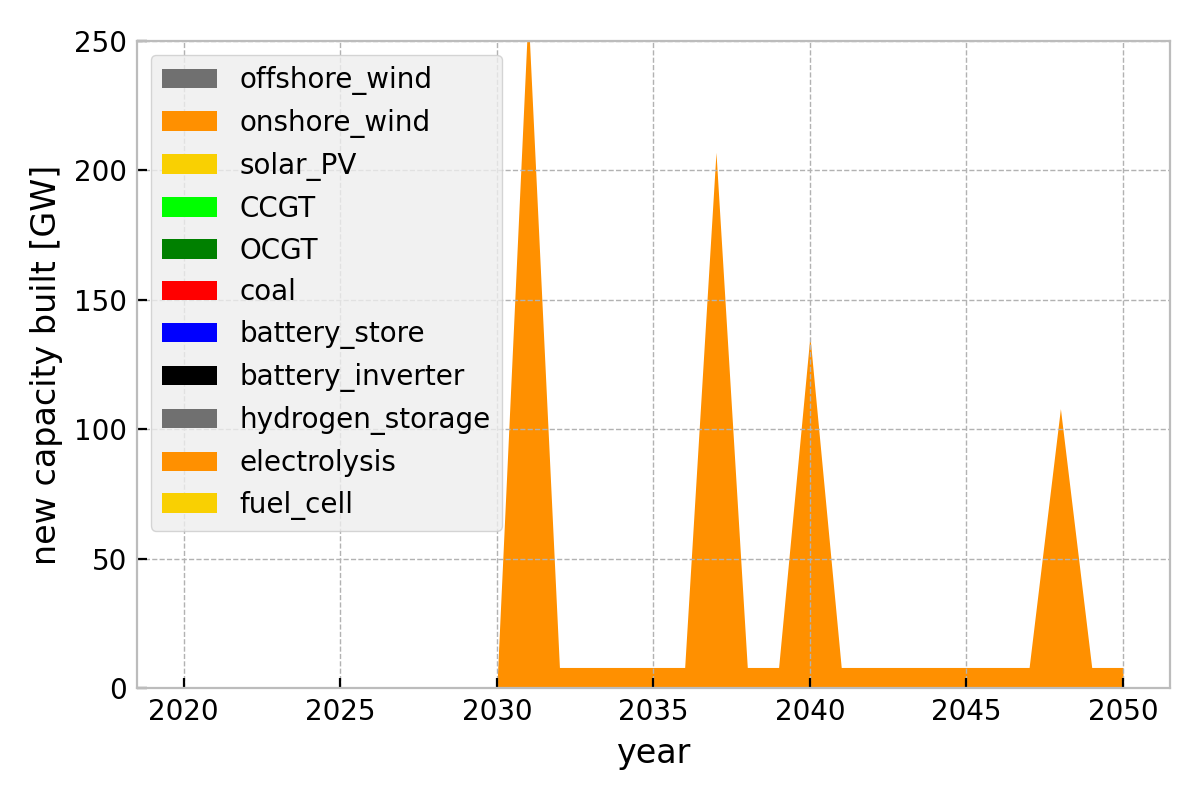 new capacity built [GW]
250
200
150
100
50
0
offshore_wind
onshore_wind
solar_PV
CCGT
OCGT
coal
battery_store
battery_inverter
hydrogen_storage
electrolysis
fuel_cell
2020 2025 2030 2035 2040 2045 2050
year